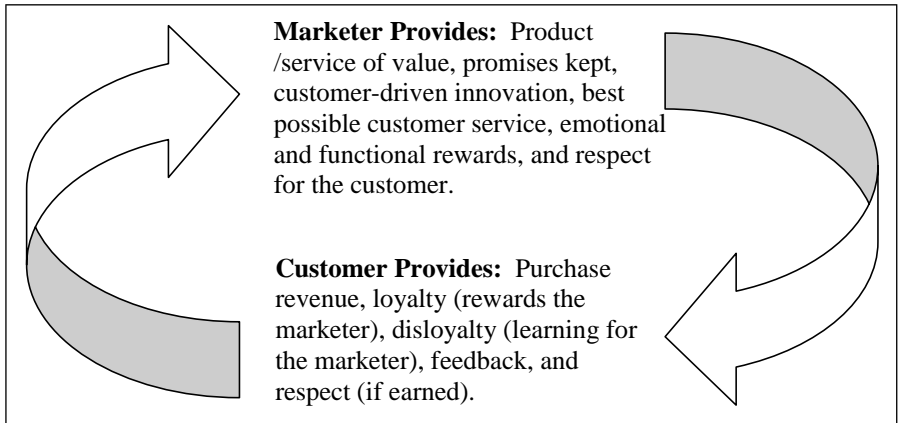 Marketer Provides: Product
/service of value, promises kept,
customer-driven innovation, best
possible customer service, emotional
and functional rewards, and respect
for the customer.
Customer Provides: Purchase
revenue, loyalty (rewards the
marketer), disloyalty (learning for
the marketer), feedback, and
respect (if earned).